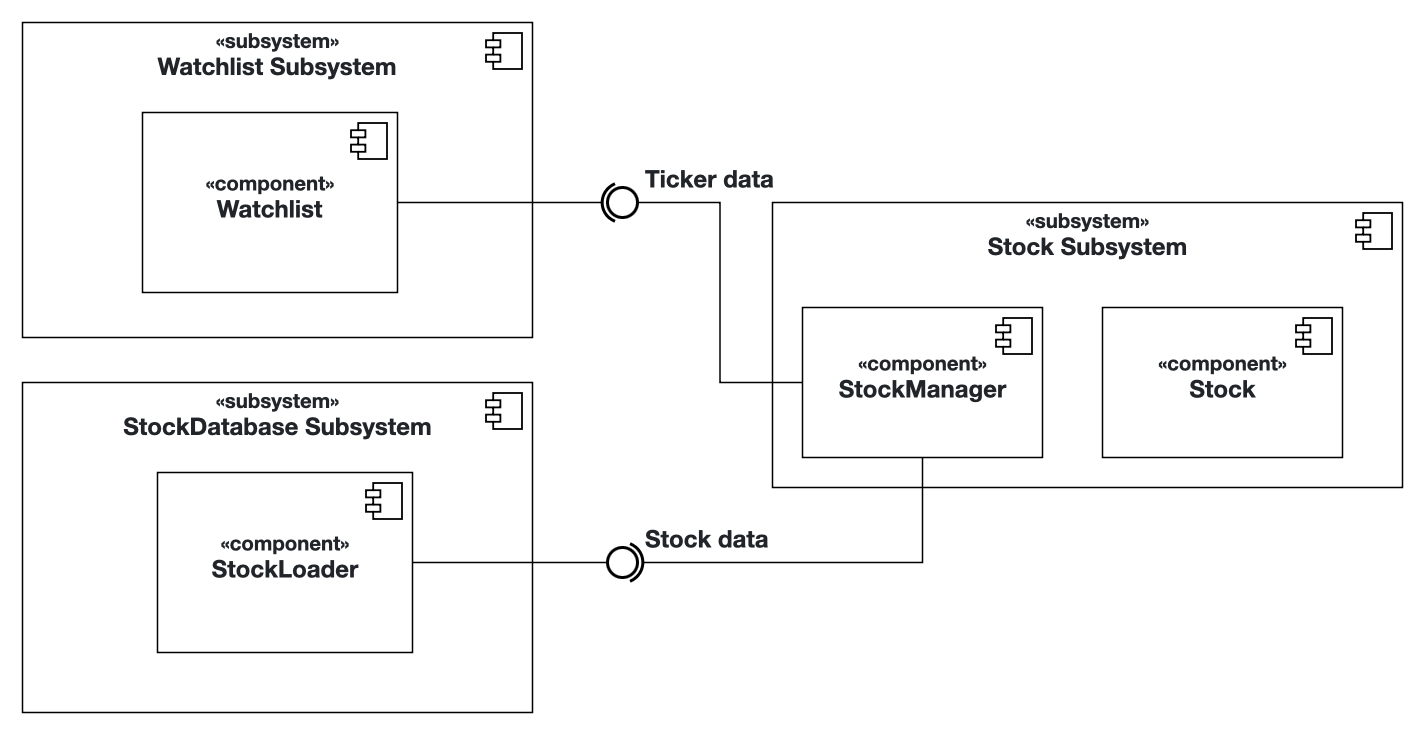 «subsystem»
Watchlist Subsystem
«component»
Watchlist
Ticker data
«subsystem»
Stock Subsystem
«component»
StockManager
«component»
Stock
«subsystem»
StockDatabase Subsystem
«component»
StockLoader
Stock data